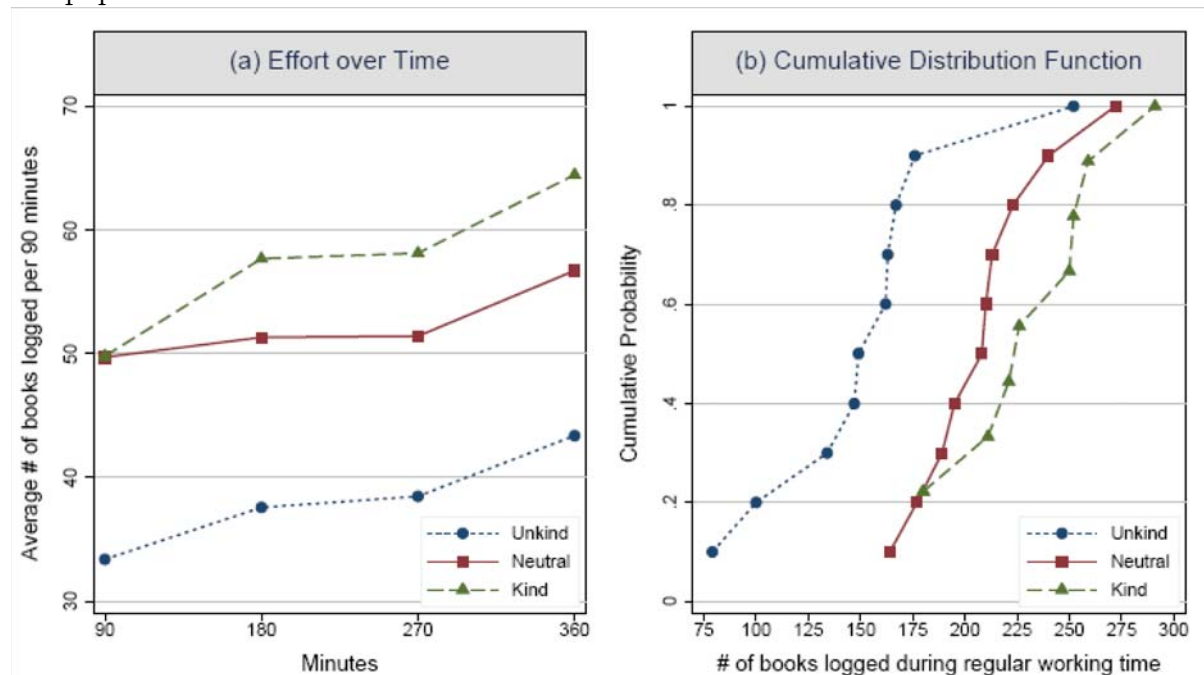 (a) Effort over Time
Average # of books logged per 90 minutes
70
60
50
40
30
90 180 270 360
Minutes
Unkind
Neutral
Kind
(b) Cumulative Distribution Function
Cumulative Probability
1
.8
.6
.4
.2
0
75 100 125 150 175 200 225 250 275 300
# of books logged during regular working time
Unkind
Neutral
Kind